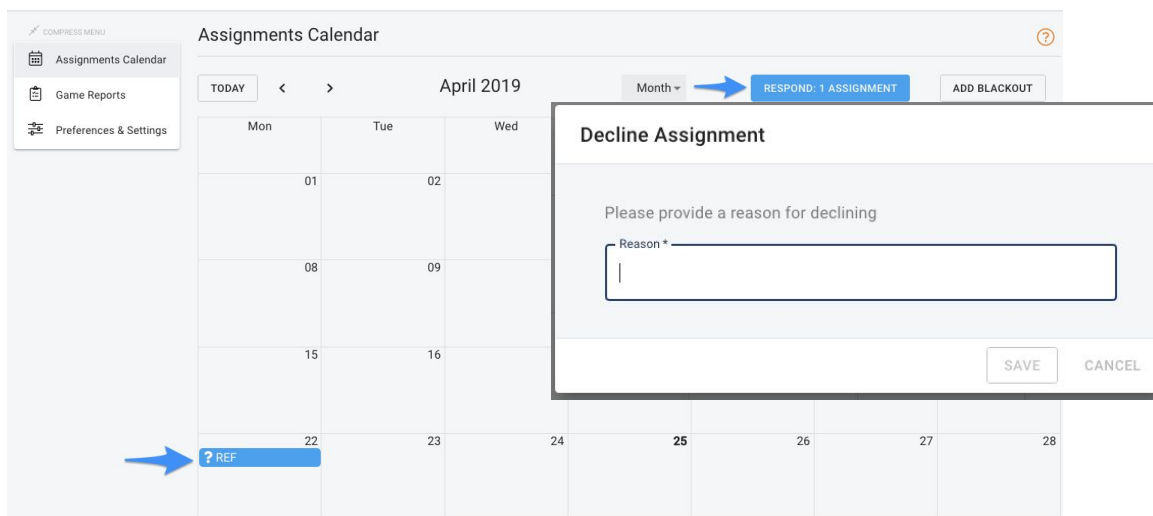 COMPRESS MENU
Assignments Calendar
Game Reports
Preferences & Settings
Assignments Calendar
?
TODAY < > April 2019 Month RESPOND: 1 ASSIGNMENT ADD BLACKOUT
Mon Tue Wed
01 02
08 09
15 16
22 23 24 25 26 27 28
? REF
Decline Assignment
Please provide a reason for declining
Reason *
SAVE CANCEL